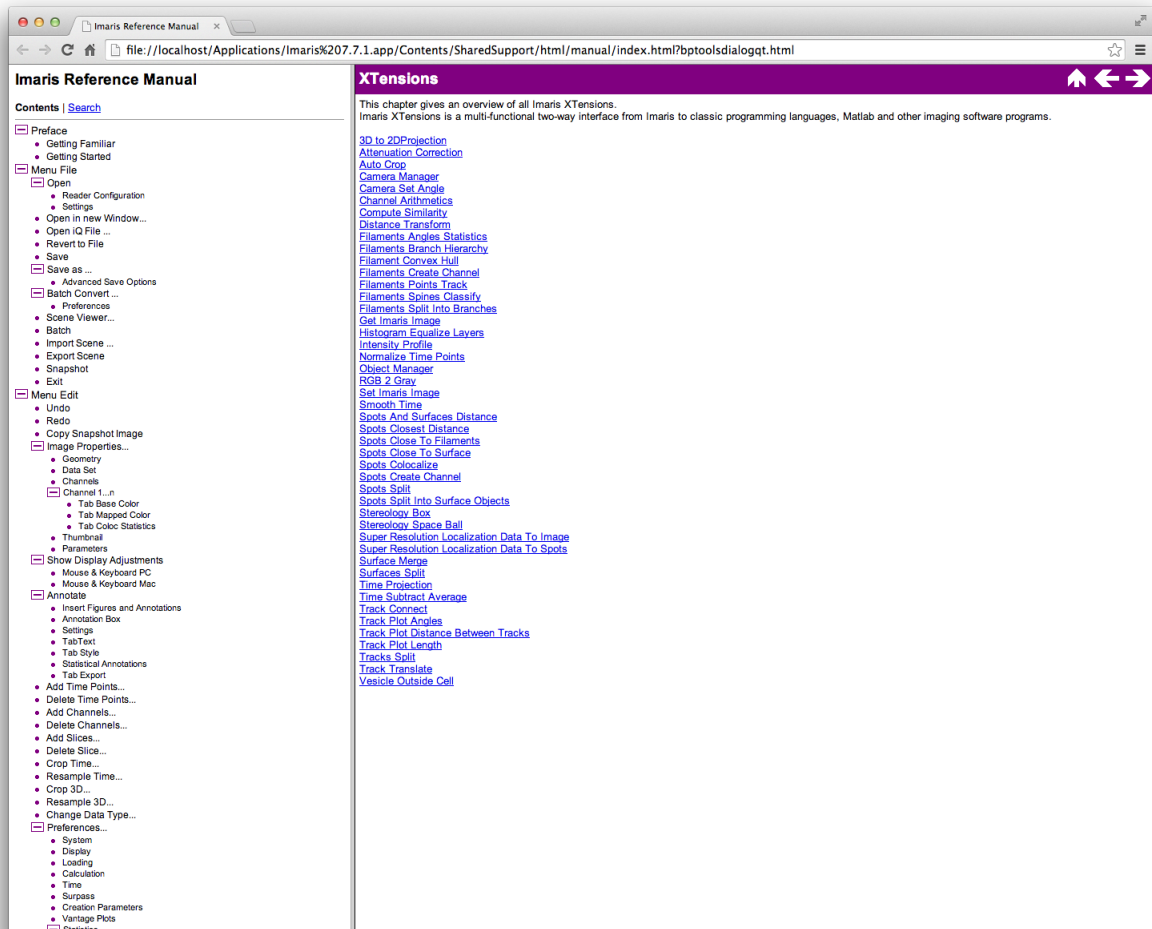 Imaris Reference Manual
file://localhost/Applications/Imaris%207.7.1.app/Contents/SharedSupport/html/manual/index.html?bptoolsdialogqt.html
Imaris Reference Manual
Contents | Search
Preface
Getting Familiar
Getting Started
Menu File
Open
Reader Configuration
Settings
Open in new Window...
Open iQ File ...
Revert to File
Save
Save as ...
Advanced Save Options
Batch Convert ...
Preferences
Scene Viewer...
Batch
Import Scene ...
Export Scene
Snapshot
Exit
Menu Edit
Undo
Redo
Copy Snapshot Image
Image Properties...
Geometry
Data Set
Channels
Channel 1...n
Tab Base Color
Tab Mapped Color
Tab Coloc Statistics
Thumbnail
Parameters
Show Display Adjustments
Mouse & Keyboard PC
Mouse & Keyboard Mac
Annotate
Insert Figures and Annotations
Annotation Box
Settings
TabText
Tab Style
Statistical Annotations
Tab Export
Add Time Points...
Delete Time Points...
Add Channels...
Delete Channels...
Add Slices...
Delete Slice...
Crop Time...
Resample Time...
Crop 3D...
Resample 3D...
Change Data Type...
Preferences...
System
Display
Loading
Calculation
Time
Surpass
Creation Parameters
Vantage Plots
Statistics
XTensions
This chapter gives an overview of all Imaris XTensions.
Imaris XTensions is a multi-functional two-way interface from Imaris to classic programming languages, Matlab and other imaging software programs.
3D to 2DProjection
Attenuation Correction
Auto Crop
Camera Manager
Camera Set Angle
Channel Arithmetics
Compute Similarity
Distance Transform
Filaments Angles Statistics
Filaments Branch Hierarchy
Filament Convex Hull
Filaments Create Channel
Filaments Points Track
Filaments Spines Classify
Filaments Split Into Branches
Get Imaris Image
Histogram Equalize Layers
Intensity Profile
Normalize Time Points
Object Manager
RGB 2 Gray
Set Imaris Image
Smooth Time
Spots And Surfaces Distance
Spots Closest Distance
Spots Close To Filaments
Spots Close To Surface
Spots Colocalize
Spots Create Channel
Spots Split
Spots Split Into Surface Objects
Stereology Box
Stereology Space Ball
Super Resolution Localization Data To Image
Super Resolution Localization Data To Spots
Surface Merge
Surfaces Split
Time Projection
Time Subtract Average
Track Connect
Track Plot Angles
Track Plot Distance Between Tracks
Track Plot Length
Tracks Split
Track Translate
Vesicle Outside Cell